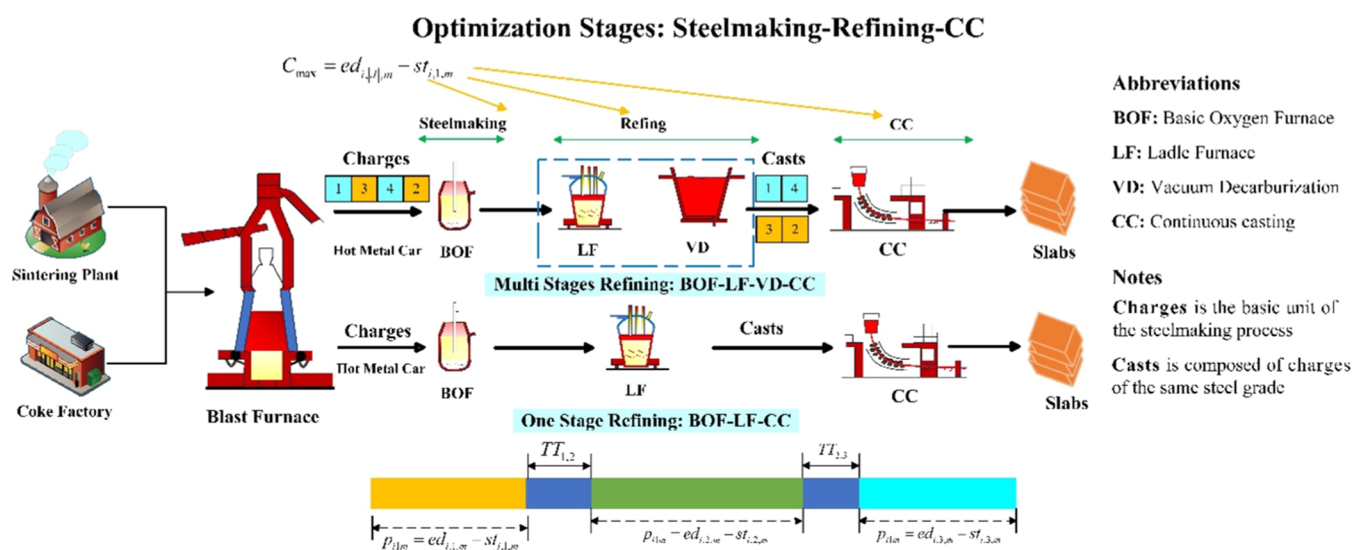 Optimization Stages: Steelmaking-Refining-CC
C_max = ed_{i,|J|,m} − st_{i,1,m}
Steelmaking
Refing
CC
Charges
1 3 4 2
Hot Metal Car
BOF
LF
VD
Casts
1 4
3 2
CC
Slabs
Sintering Plant
Multi Stages Refining: BOF-LF-VD-CC
Charges
Hot Metal Car
BOF
LF
Casts
CC
Slabs
Coke Factory
Blast Furnace
One Stage Refining: BOF-LF-CC
TT_{1,2}
TT_{2,3}
p_{i1m} = ed_{i,1,m} − st_{i,1,m}
p_{i1m} − ed_{i,2,m} − st_{i,2,m}
p_{i1m} = ed_{i,3,m} − st_{i,3,m}
Abbreviations
BOF: Basic Oxygen Furnace
LF: Ladle Furnace
VD: Vacuum Decarburization
CC: Continuous casting
Notes
Charges is the basic unit of
the steelmaking process
Casts is composed of charges
of the same steel grade